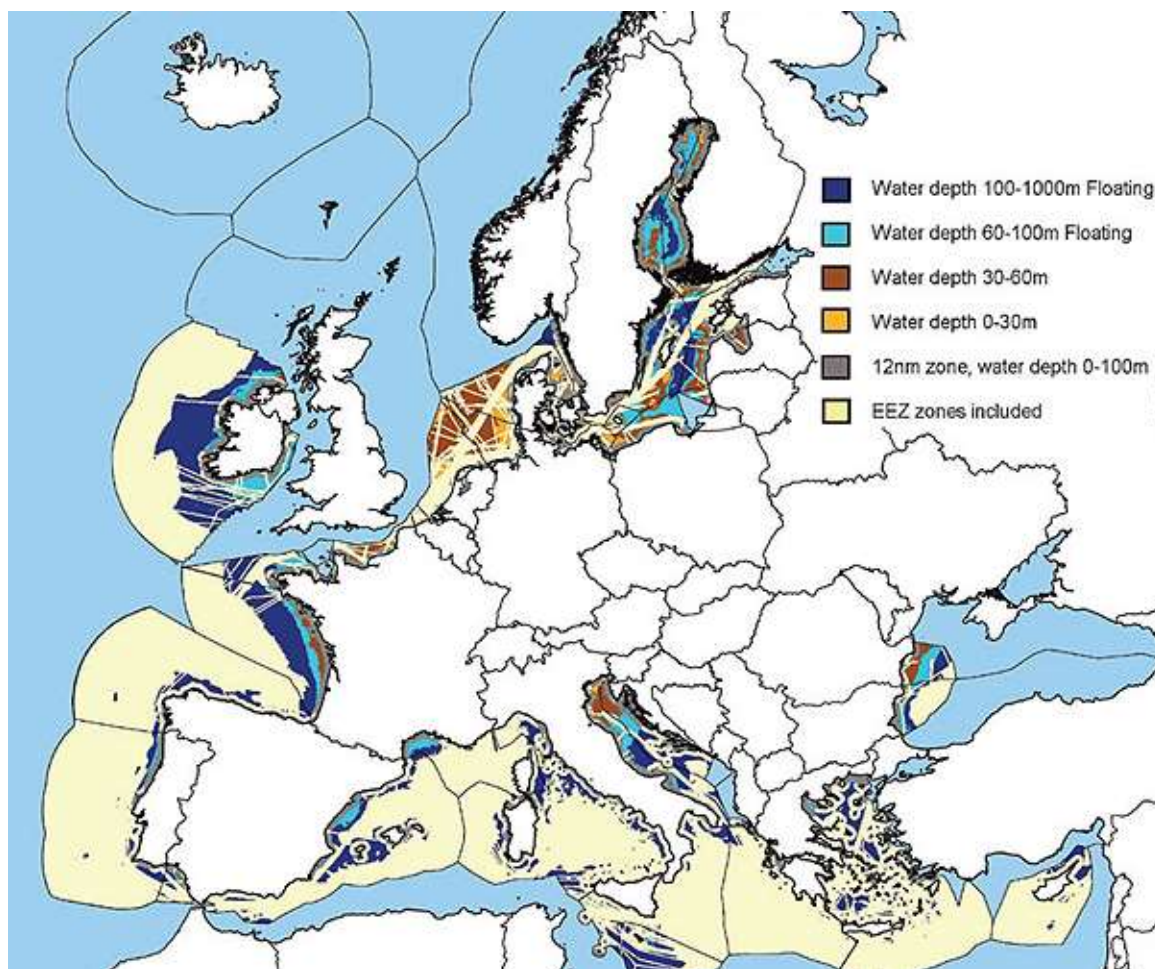 Water depth 100-1000m Floating
Water depth 60-100m Floating
Water depth 30-60m
Water depth 0-30m
12nm zone, water depth 0-100m
EEZ zones included